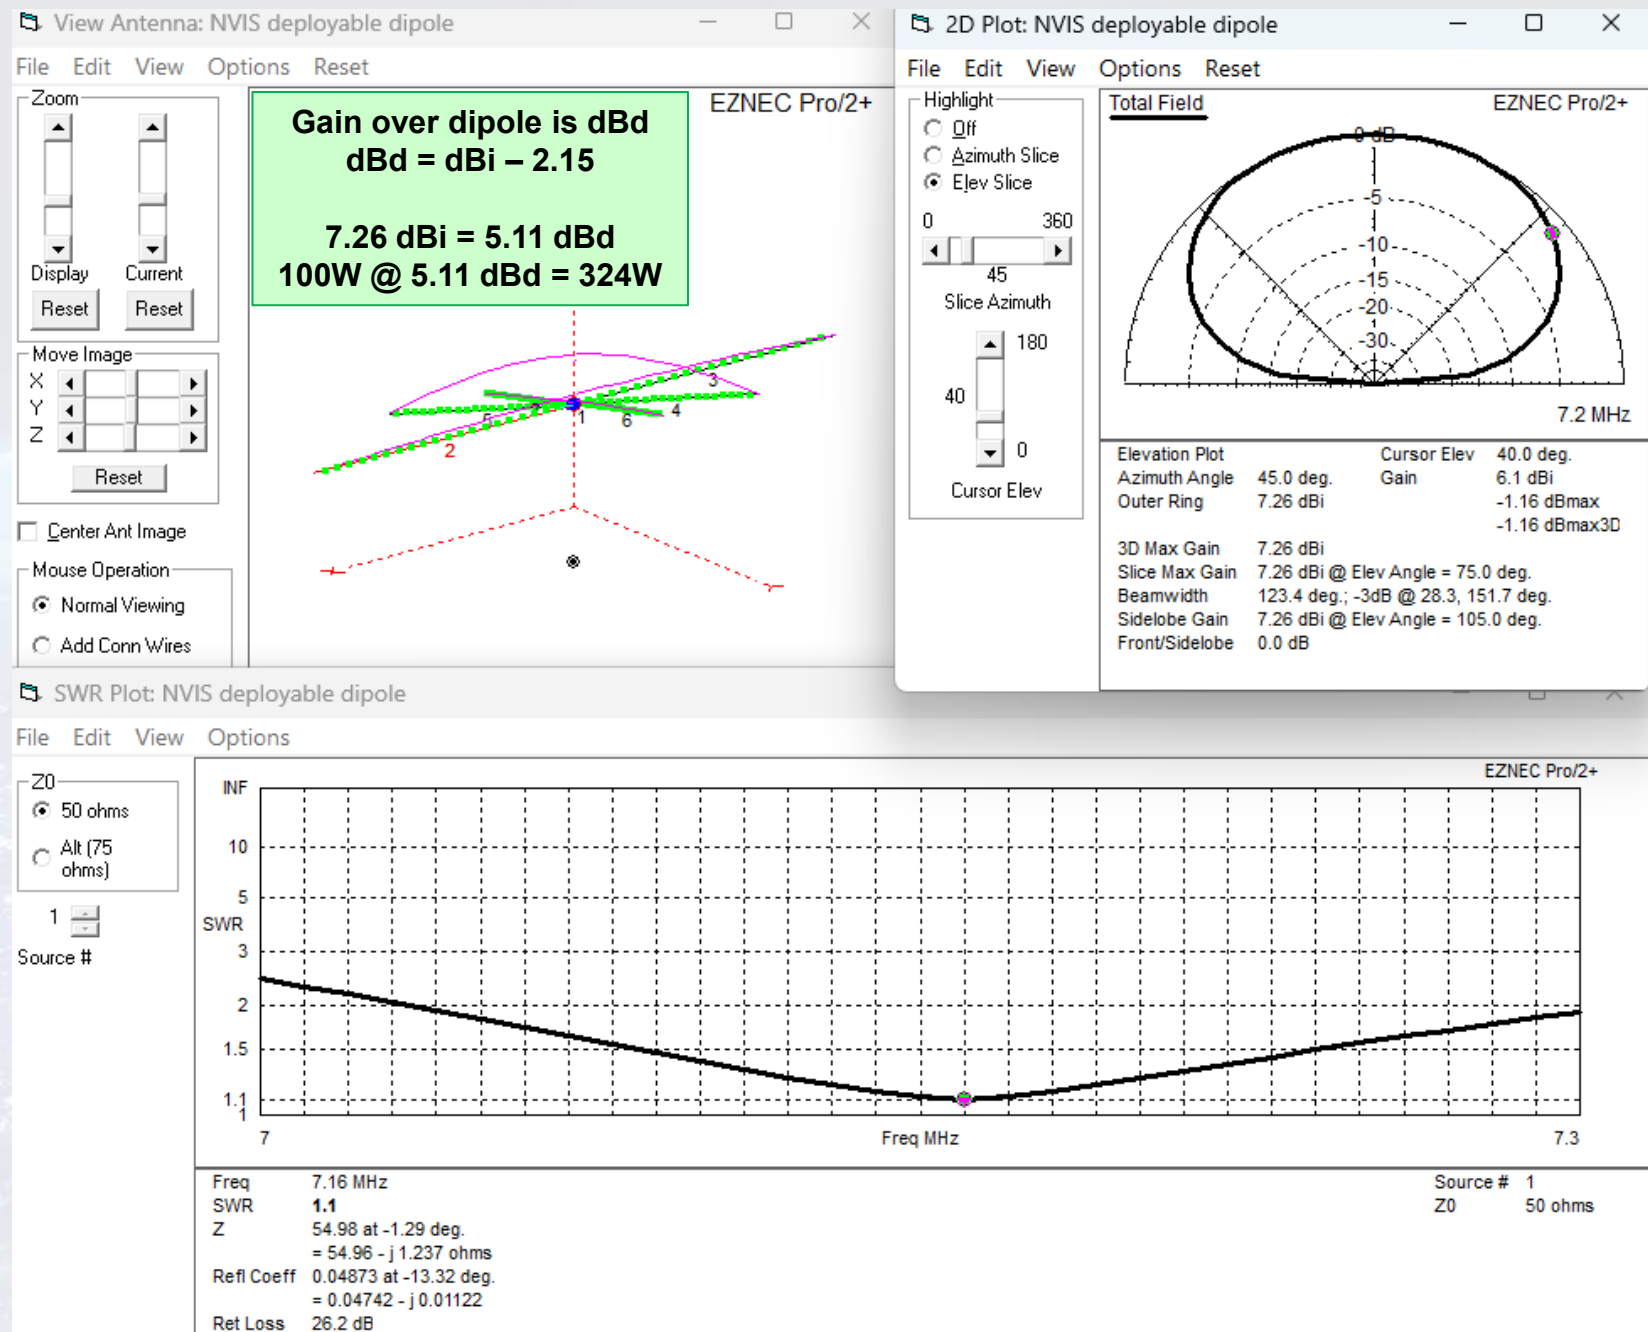 View Antenna: NVIS deployable dipole
File Edit View Options Reset
Zoom
Display Current
Reset Reset
Move Image
X
Y
Z
Reset
Center Ant Image
Mouse Operation
Normal Viewing
Add Conn Wires
Gain over dipole is dBd
dBd = dBi – 2.15
7.26 dBi = 5.11 dBd
100W @ 5.11 dBd = 324W
EZNEC Pro/2+
3
1
4
6
2
2D Plot: NVIS deployable dipole
File Edit View Options Reset
Highlight
Off
Azimuth Slice
Elev Slice
0 360
45
Slice Azimuth
180
40
0
Cursor Elev
Total Field
EZNEC Pro/2+
0 dB
-5
-10
-15
-20
-30
7.2 MHz
Elevation Plot
Azimuth Angle 45.0 deg.
Outer Ring 7.26 dBi
Cursor Elev 40.0 deg.
Gain 6.1 dBi
-1.16 dBmax
-1.16 dBmax3D
3D Max Gain 7.26 dBi
Slice Max Gain 7.26 dBi @ Elev Angle = 75.0 deg.
Beamwidth 123.4 deg.; -3dB @ 28.3, 151.7 deg.
Sidelobe Gain 7.26 dBi @ Elev Angle = 105.0 deg.
Front/Sidelobe 0.0 dB
SWR Plot: NVIS deployable dipole
File Edit View Options
Z0
50 ohms
Alt (75
ohms)
1
Source #
EZNEC Pro/2+
INF
10
5
SWR
3
2
1.5
1.1
1
7 Freq MHz 7.3
Freq 7.16 MHz
SWR 1.1
Z 54.98 at -1.29 deg.
= 54.96 - j 1.237 ohms
Refl Coeff 0.04873 at -13.32 deg.
= 0.04742 - j 0.01122
Ret Loss 26.2 dB
Source # 1
Z0 50 ohms